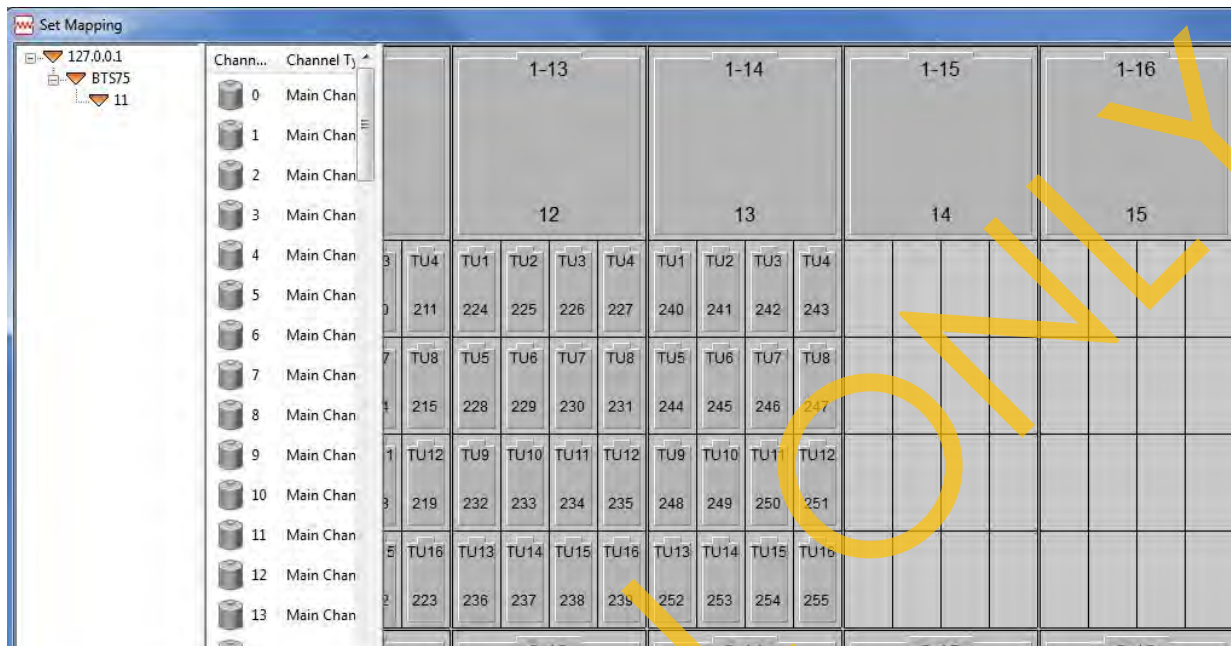 Set Mapping
127.0.0.1
BTS75
11
Chann... Channel Ty
0 Main Chan
1 Main Chan
2 Main Chan
3 Main Chan
4 Main Chan
5 Main Chan
6 Main Chan
7 Main Chan
8 Main Chan
9 Main Chan
10 Main Chan
11 Main Chan
12 Main Chan
13 Main Chan
1-13 1-14 1-15 1-16
12 13 14 15
3 TU4 TU1 TU2 TU3 TU4 TU1 TU2 TU3 TU4
211 224 225 226 227 240 241 242 243
7 TU8 TU5 TU6 TU7 TU8 TU5 TU6 TU7 TU8
215 228 229 230 231 244 245 246 247
1 TU12 TU9 TU10 TU11 TU12 TU9 TU10 TU11 TU12
219 232 233 234 235 248 249 250 251
5 TU16 TU13 TU14 TU15 TU16 TU13 TU14 TU15 TU16
223 236 237 238 239 252 253 254 255
ONLY